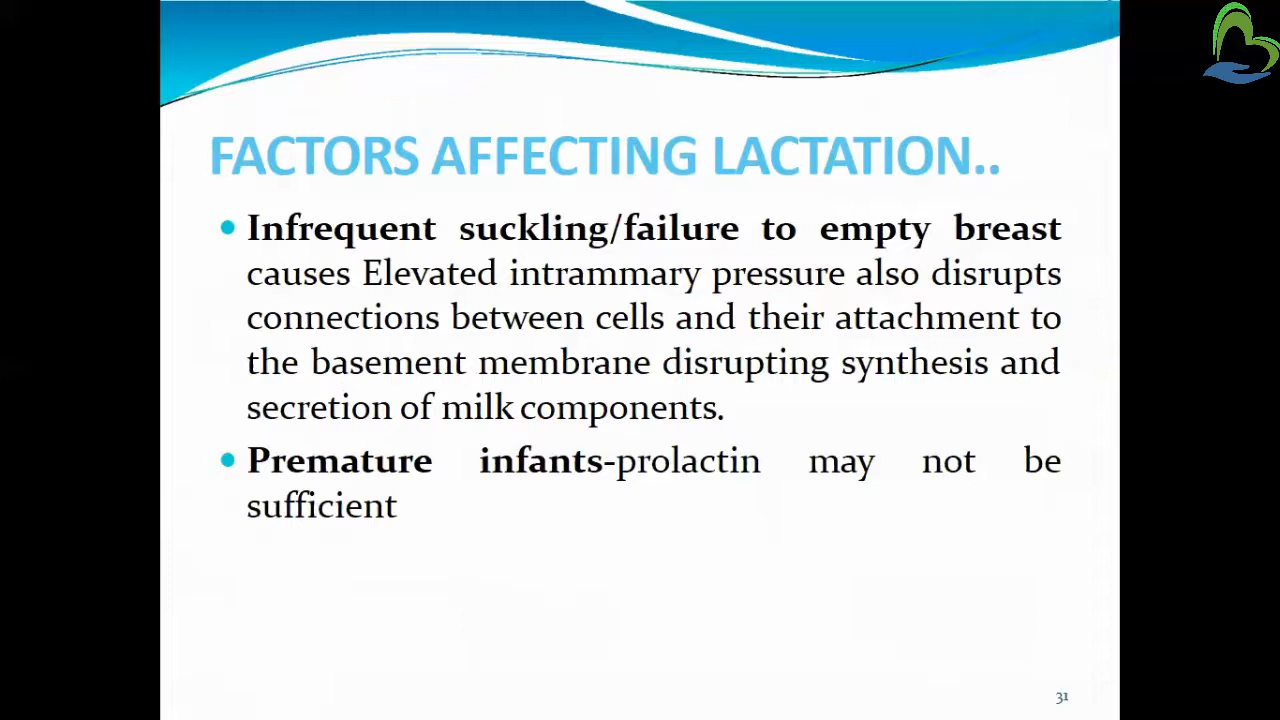 FACTORS AFFECTING LACTATION..
• Infrequent suckling/failure to empty breast
causes Elevated intrammary pressure also disrupts
connections between cells and their attachment to
the basement membrane disrupting synthesis and
secretion of milk components.
• Premature infants-prolactin may not be
sufficient
31